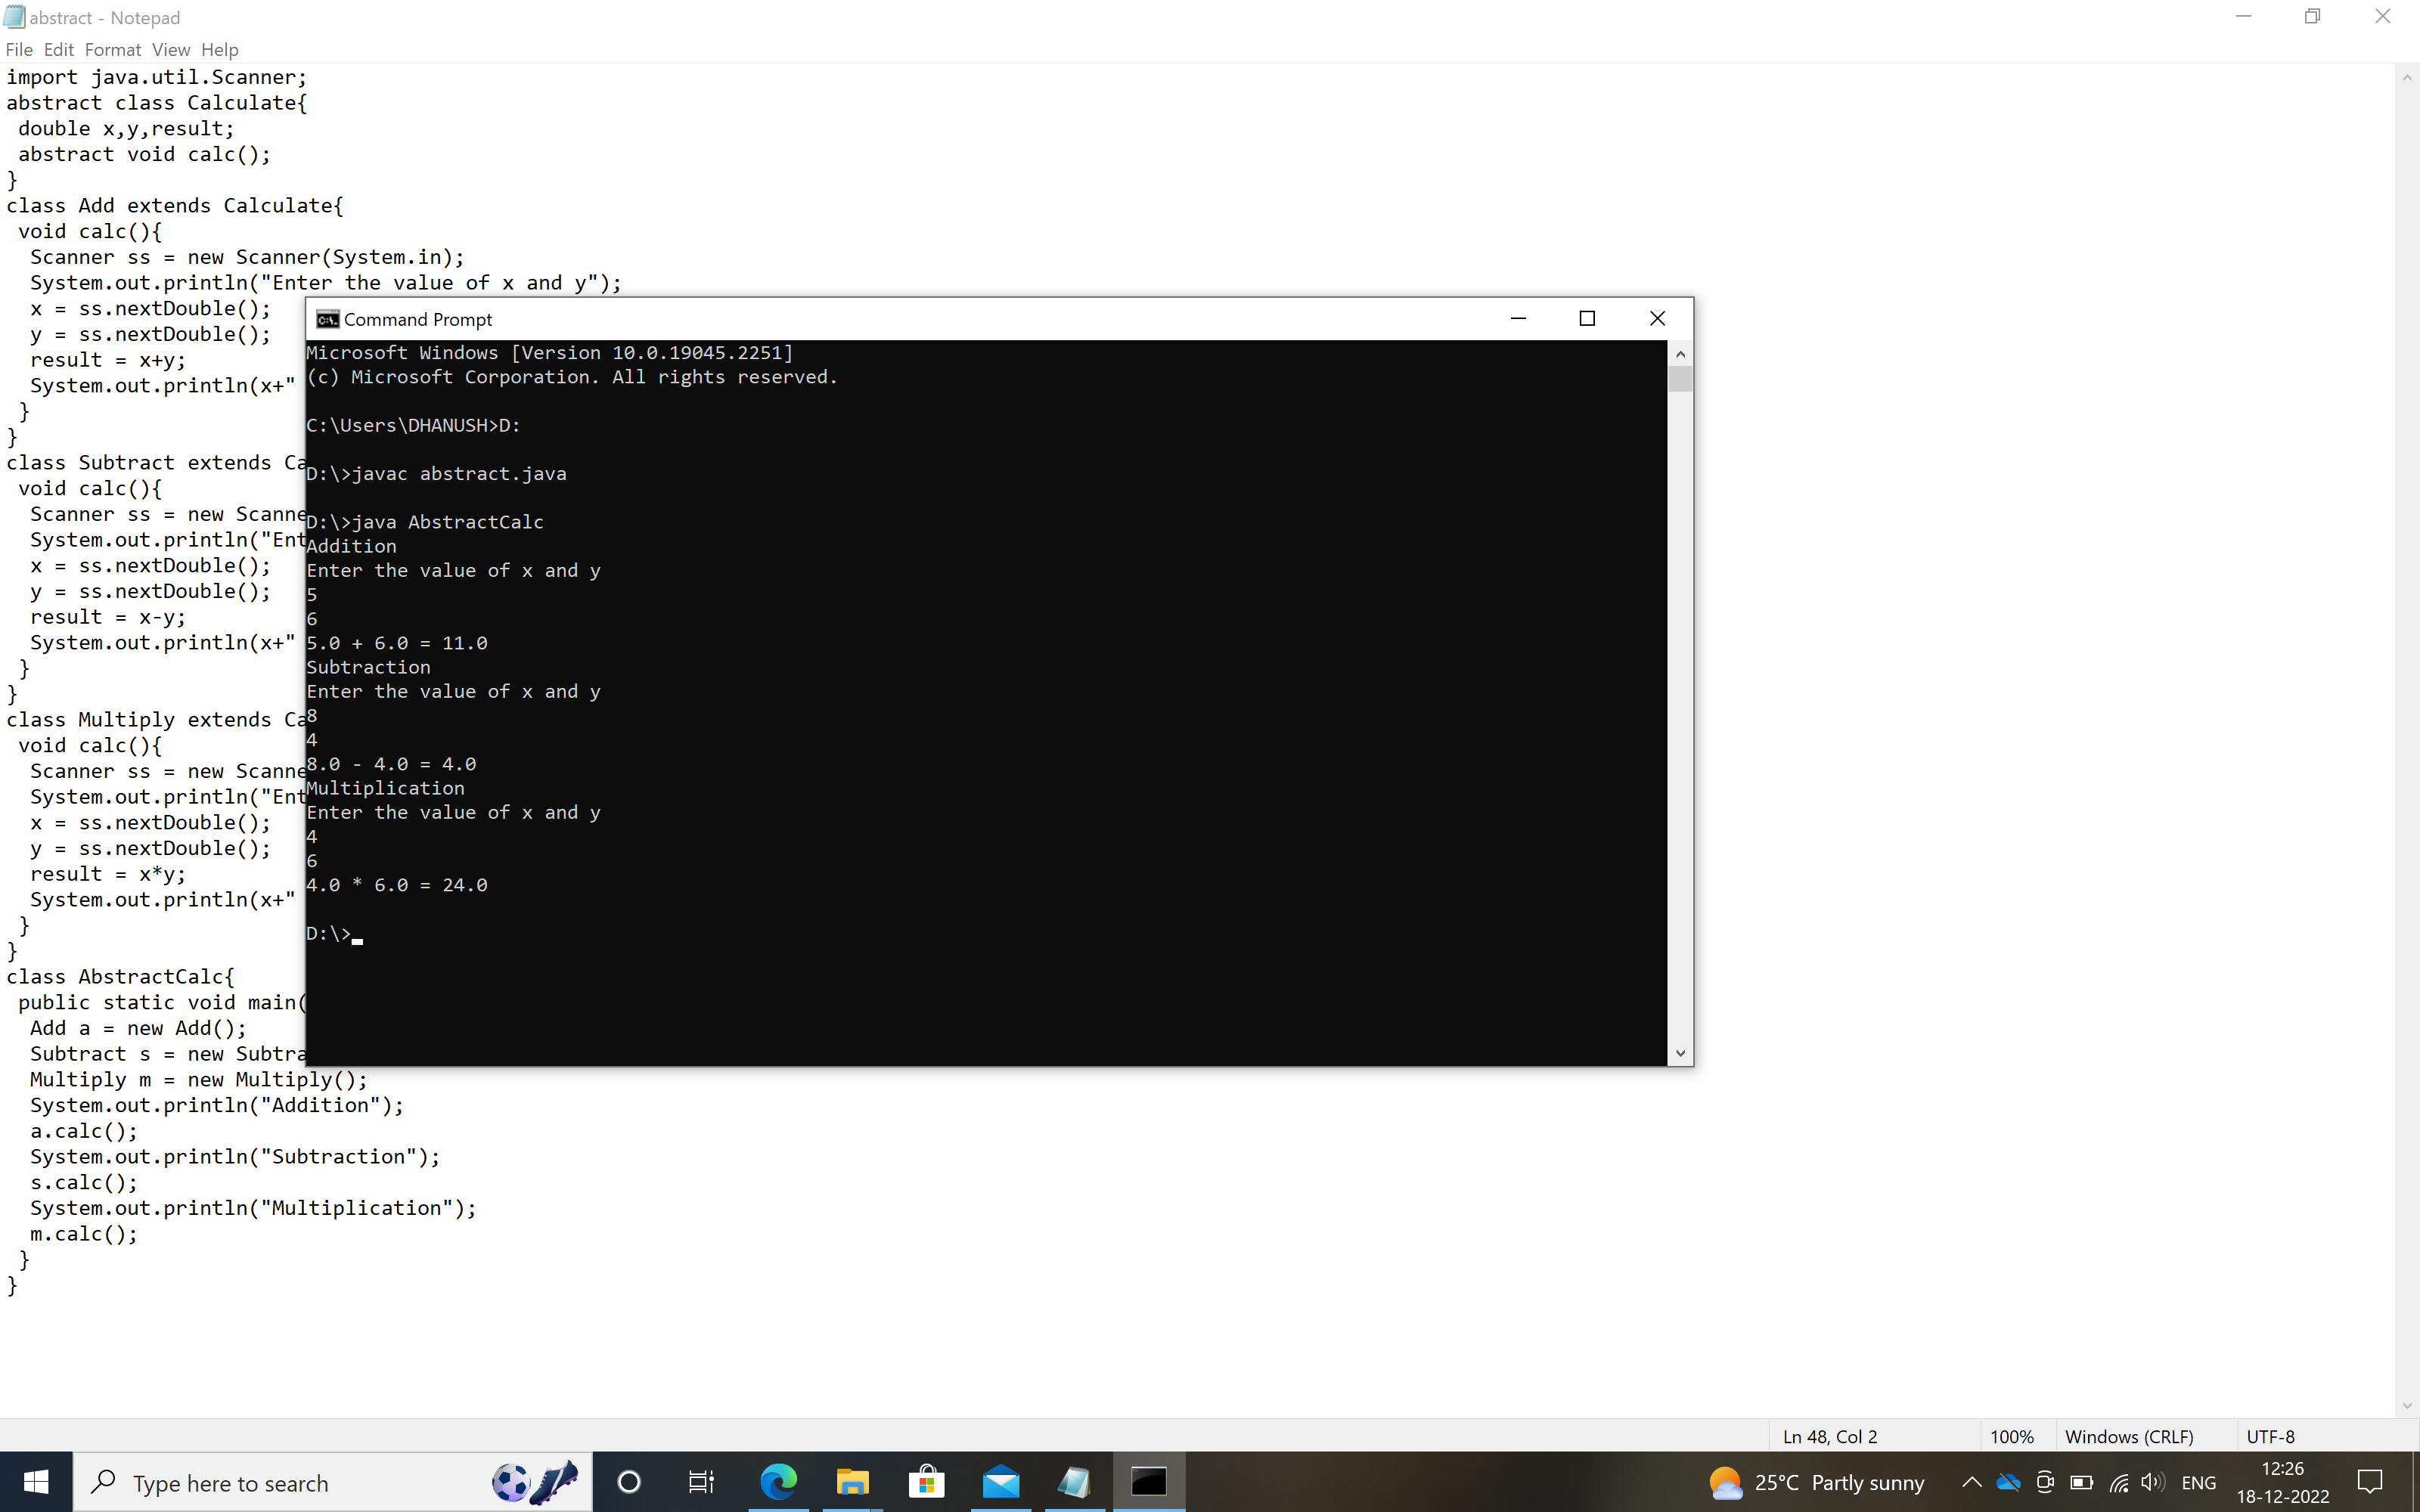 abstract - Notepad
File Edit Format View Help
import java.util.Scanner;
abstract class Calculate{
 double x,y,result;
 abstract void calc();
}
class Add extends Calculate{
 void calc(){
  Scanner ss = new Scanner(System.in);
  System.out.println("Enter the value of x and y");
  x = ss.nextDouble();
  y = ss.nextDouble();
  result = x+y;
  System.out.println(x+"
 }
}
class Subtract extends Ca
 void calc(){
  Scanner ss = new Scanne
  System.out.println("Ent
  x = ss.nextDouble();
  y = ss.nextDouble();
  result = x-y;
  System.out.println(x+"
 }
}
class Multiply extends Ca
 void calc(){
  Scanner ss = new Scanne
  System.out.println("Ent
  x = ss.nextDouble();
  y = ss.nextDouble();
  result = x*y;
  System.out.println(x+"
 }
}
class AbstractCalc{
 public static void main(
  Add a = new Add();
  Subtract s = new Subtra
  Multiply m = new Multiply();
  System.out.println("Addition");
  a.calc();
  System.out.println("Subtraction");
  s.calc();
  System.out.println("Multiplication");
  m.calc();
 }
}
Command Prompt
Microsoft Windows [Version 10.0.19045.2251]
(c) Microsoft Corporation. All rights reserved.
C:\Users\DHANUSH>D:
D:\>javac abstract.java
D:\>java AbstractCalc
Addition
Enter the value of x and y
5
6
5.0 + 6.0 = 11.0
Subtraction
Enter the value of x and y
8
4
8.0 - 4.0 = 4.0
Multiplication
Enter the value of x and y
4
6
4.0 * 6.0 = 24.0
D:\>
Ln 48, Col 2 100% Windows (CRLF) UTF-8
Type here to search
25°C Partly sunny
ENG
12:26
18-12-2022